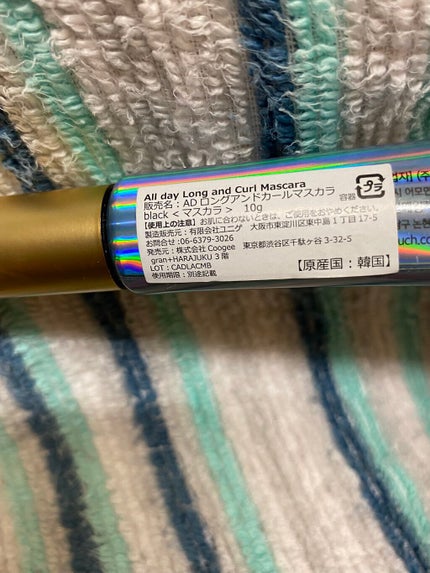 All day Long and Curl Mascara
販売名：AD ロングアンドカールマスカラ
black < マスカラ > 10g
容器 プラ
【使用上の注意】お肌に合わないときは、ご使用をおやめください。
製造販売元：有限会社ユニゲ 大阪市東淀川区東中島１丁目 17-5
お問合せ :06-6379-3026
発売元：株式会社 Coogee 東京都渋谷区千駄ケ谷 3-32-5
gran+HARAJUKU 3 階
LOT : CADLACMB
使用期限：別途記載
【原産国：韓国】